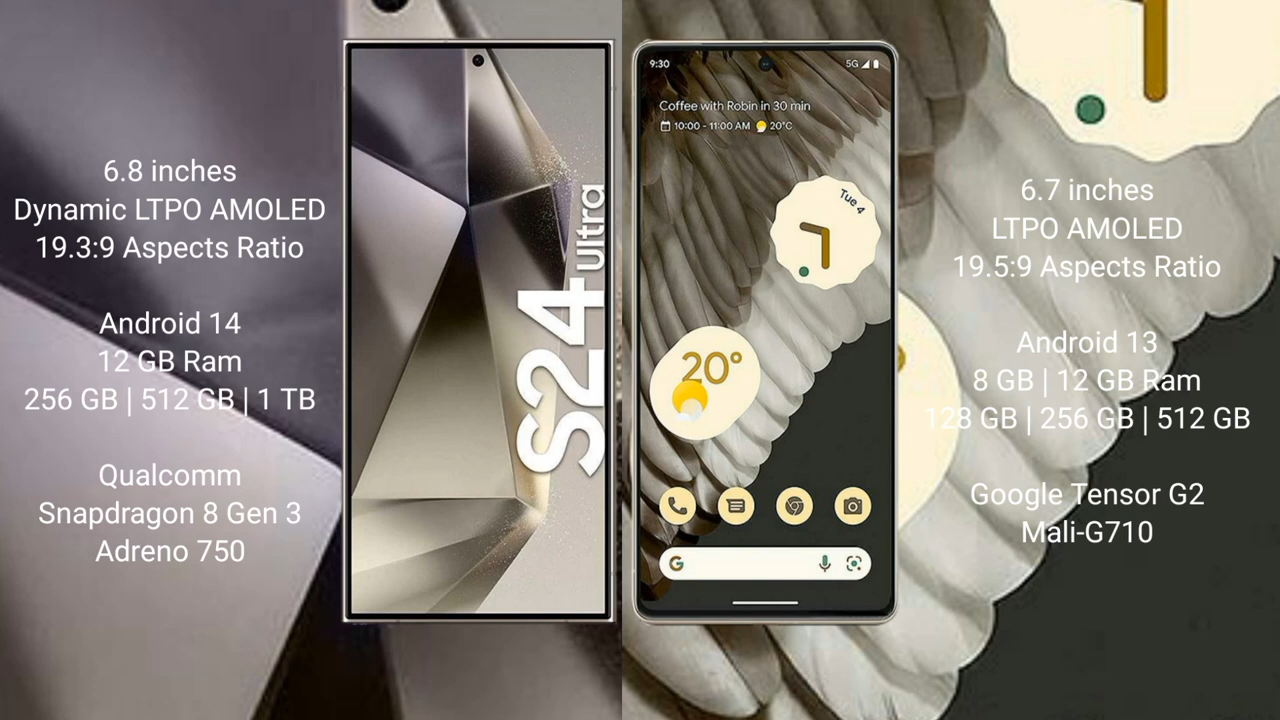 6.8 inches
Dynamic LTPO AMOLED
19.3:9 Aspects Ratio
Android 14
12 GB Ram
256 GB | 512 GB | 1 TB
Qualcomm
Snapdragon 8 Gen 3
Adreno 750
S24 Ultra
9:30
5G
Coffee with Robin in 30 min
10:00 - 11:00 AM 20°C
Tue 4
20°
G
6.7 inches
LTPO AMOLED
19.5:9 Aspects Ratio
Android 13
8 GB | 12 GB Ram
128 GB | 256 GB | 512 GB
Google Tensor G2
Mali-G710